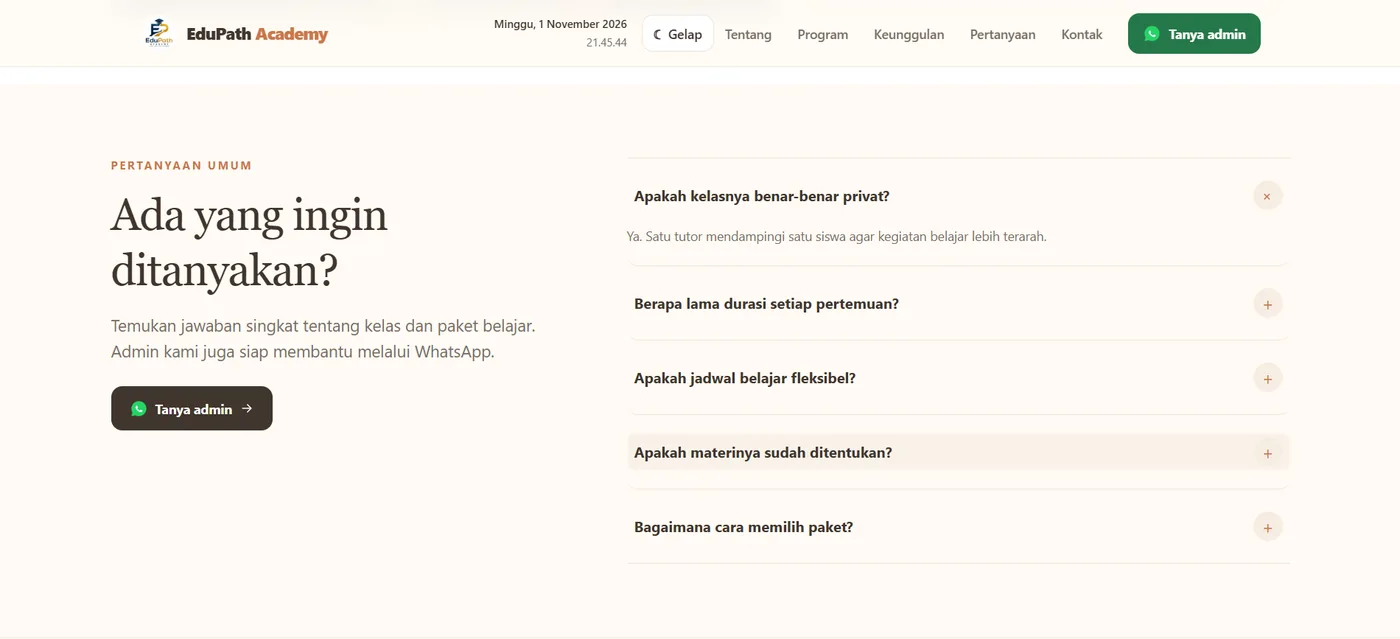 EduPath
EduPath Academy
Minggu, 1 November 2026
21.45.44
Gelap
Tentang
Program
Keunggulan
Pertanyaan
Kontak
Tanya admin
PERTANYAAN UMUM
Ada yang ingin
ditanyakan?
Temukan jawaban singkat tentang kelas dan paket belajar.
Admin kami juga siap membantu melalui WhatsApp.
Tanya admin →
Apakah kelasnya benar-benar privat? ×
Ya. Satu tutor mendampingi satu siswa agar kegiatan belajar lebih terarah.
Berapa lama durasi setiap pertemuan? +
Apakah jadwal belajar fleksibel? +
Apakah materinya sudah ditentukan? +
Bagaimana cara memilih paket? +